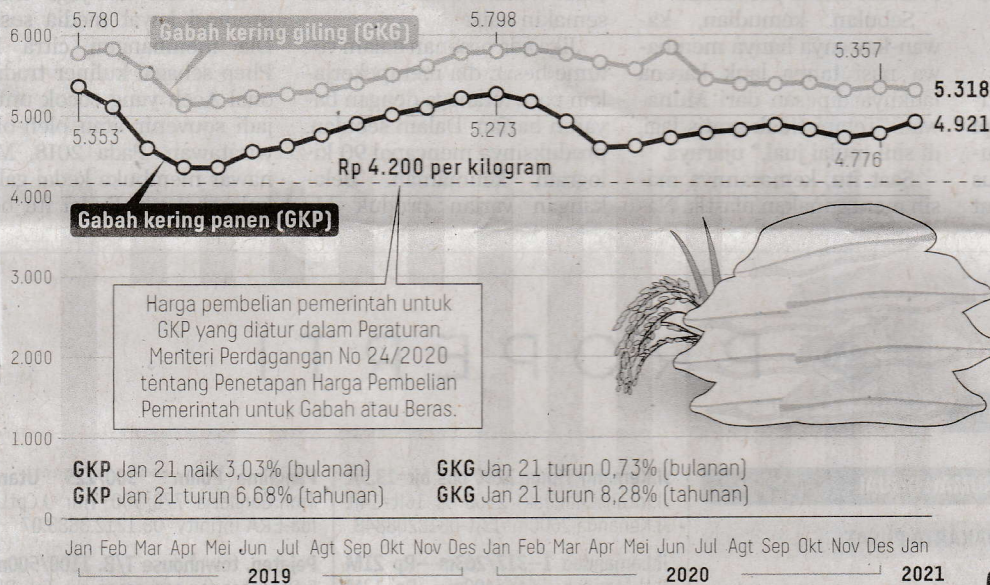 5.780
6.000
Gabah kering giling (GKG)
5.798
5.357
5.318
5.000
5.353
5.273
4.921
4.776
Rp 4.200 per kilogram
4.000
Gabah kering panen (GKP)
3.000
Harga pembelian pemerintah untuk
GKP yang diatur dalam Peraturan
Menteri Perdagangan No 24/2020
tentang Penetapan Harga Pembelian
Pemerintah untuk Gabah atau Beras.
2.000
1.000
GKP Jan 21 naik 3,03% (bulanan)
GKP Jan 21 turun 6,68% (tahunan)
GKG Jan 21 turun 0,73% (bulanan)
GKG Jan 21 turun 8,28% (tahunan)
0
Jan Feb Mar Apr Mei Jun Jul Agt Sep Okt Nov Des Jan Feb Mar Apr Mei Jun Jul Agt Sep Okt Nov Des Jan
2019 2020 2021